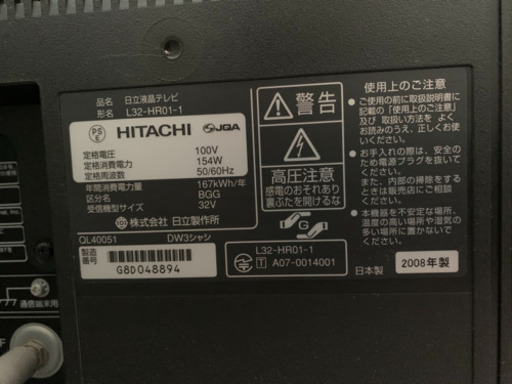 品名 日立液晶テレビ
形名 L32-HR01-1
PS
E
HITACHI
JQA
定格電圧 100V
定格消費電力 154W
定格周波数 50/60Hz
年間消費電力量 167kWh/年
区分名 BGG
受信機型サイズ 32V
株式会社 日立製作所
QL40051 DW3シャシ
製造
番号
G8D048894
警告
高圧注意
感電のおそれあり
裏ぶたを開けるな
G
L32-HR01-1
T A07-0014001
使用上のご注意
●ご使用の前に取扱説明書に記載の「使用上のご注意」
及び 取扱い方法を よく
お読みのうえ、正しくお使いください。
●お手入れの際は、安全の
ため電源プラグを抜いて
ください。
また、内部の掃除をする
ときは販売店にご相談
ください。
●本機器を不安定な場所、
温度の高い場所や湿気の
多い場所に置かないで
ください。
日本製 2008年製
通信端末用